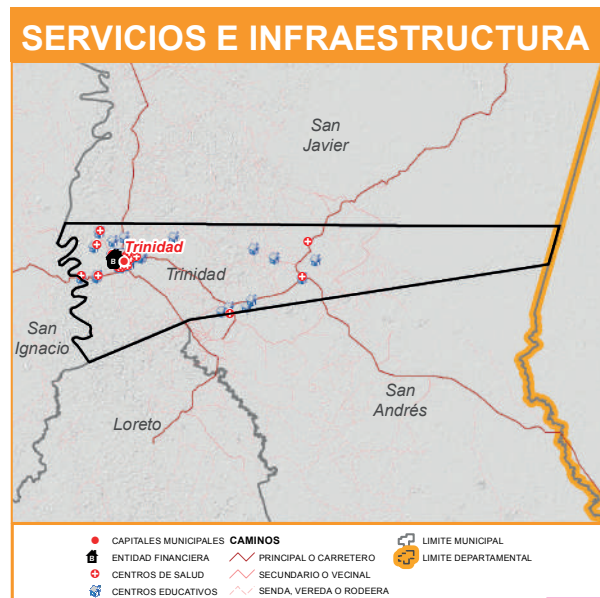 SERVICIOS E INFRAESTRUCTURA
San
Javier
Trinidad
Trinidad
San
Ignacio
San
Andrés
Loreto
B
CAPITALES MUNICIPALES
ENTIDAD FINANCIERA
CENTROS DE SALUD
CENTROS EDUCATIVOS
CAMINOS
PRINCIPAL O CARRETERO
SECUNDARIO O VECINAL
SENDA, VEREDA O RODEERA
LIMITE MUNICIPAL
LIMITE DEPARTAMENTAL